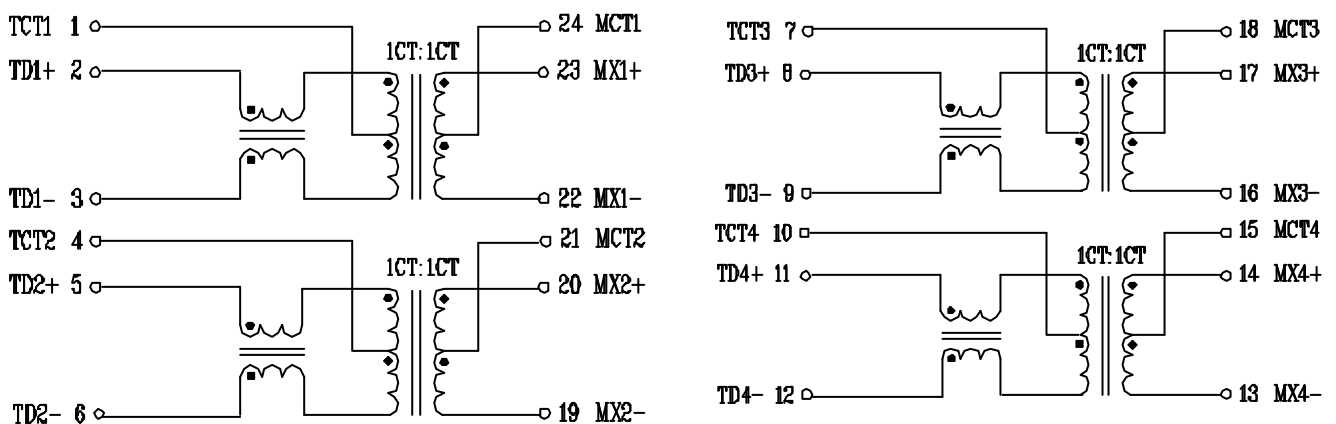 TCT1 1
24 MCT1
1CT:1CT
TD1+ 2
23 MX1+
TD1- 3
22 MX1-
TCT2 4
21 MCT2
1CT:1CT
TD2+ 5
20 MX2+
TD2- 6
19 MX2-
TCT3 7
18 MCT3
1CT:1CT
TD3+ 8
17 MX3+
TD3- 9
16 MX3-
TCT4 10
15 MCT4
1CT:1CT
TD4+ 11
14 MX4+
TD4- 12
13 MX4-